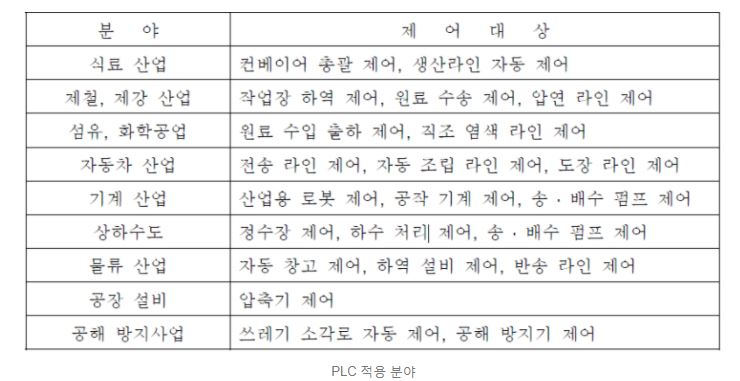 분 야 제 어 대 상
식료 산업 컨베이어 총괄 제어, 생산라인 자동 제어
제철, 제강 산업 작업장 하역 제어, 원료 수송 제어, 압연 라인 제어
섬유, 화학공업 원료 수입 출하 제어, 직조 염색 라인 제어
자동차 산업 전송 라인 제어, 자동 조립 라인 제어, 도장 라인 제어
기계 산업 산업용 로봇 제어, 공작 기계 제어, 송·배수 펌프 제어
상하수도 정수장 제어, 하수 처리 제어, 송·배수 펌프 제어
물류 산업 자동 창고 제어, 하역 설비 제어, 반송 라인 제어
공장 설비 압축기 제어
공해 방지사업 쓰레기 소각로 자동 제어, 공해 방지기 제어
PLC 적용 분야